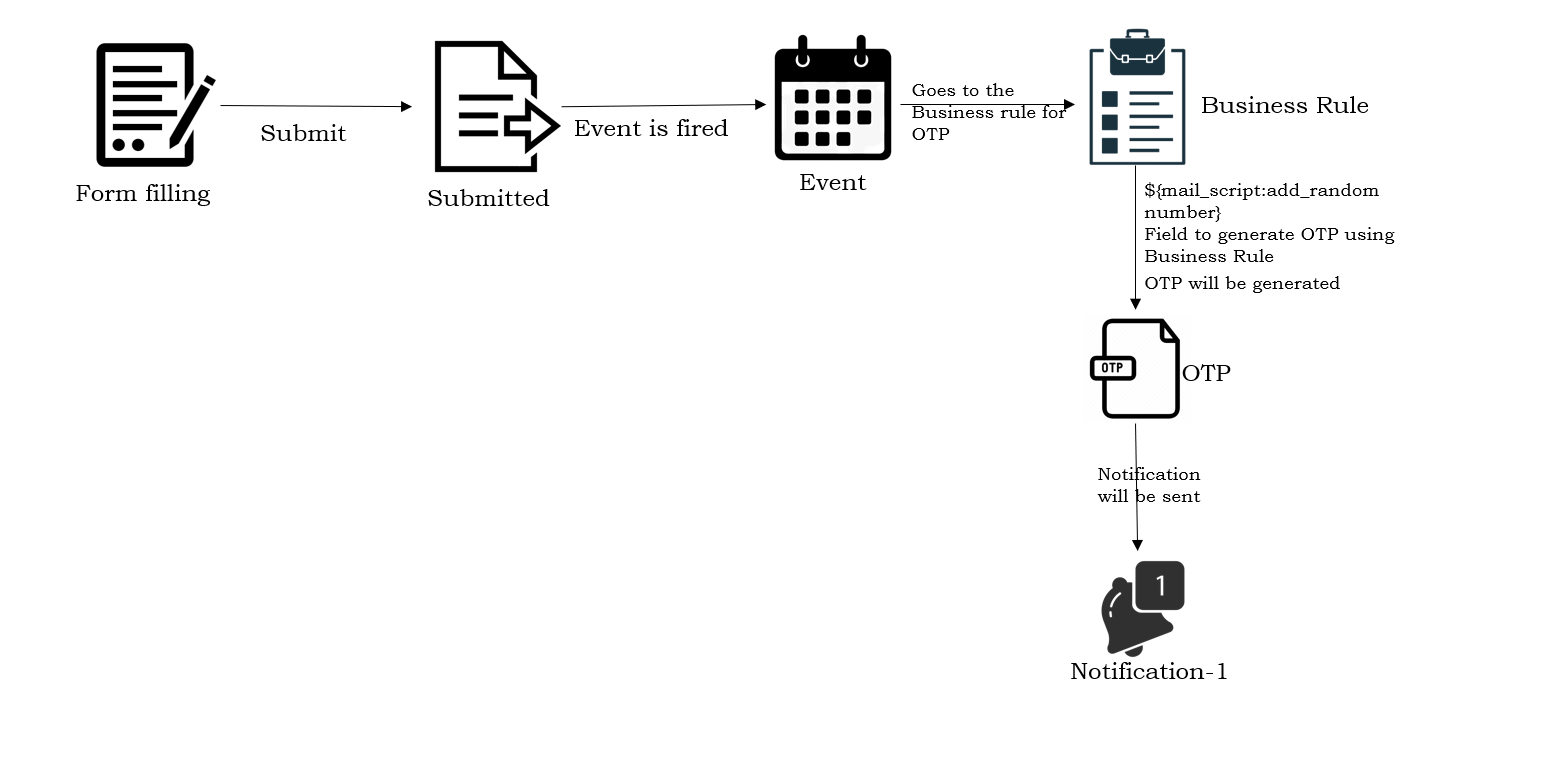 Submit
Form filling
Event is fired
Submitted
Event
Goes to the
Business rule for
OTP
Business Rule
${mail_script:add_random
number}
Field to generate OTP using
Business Rule
OTP will be generated
OTP
OTP
Notification
will be sent
1
Notification-1